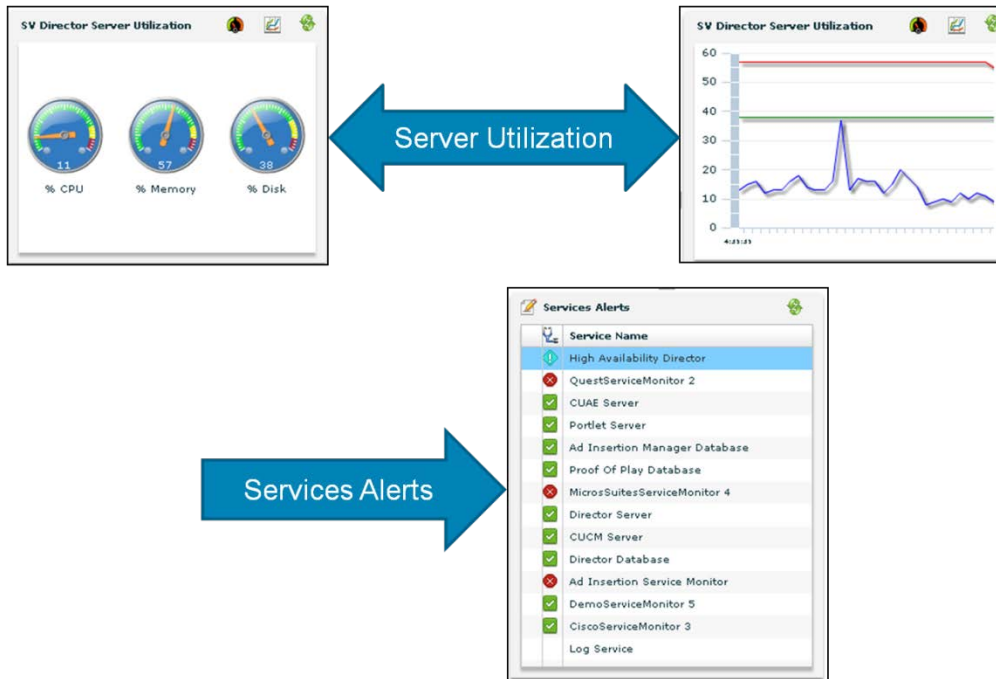 SV Director Server Utilization
11
57
38
% CPU
% Memory
% Disk
Server Utilization
SV Director Server Utilization
60
50
40
30
20
10
0
Services Alerts
Services Alerts
Service Name
High Availability Director
QuestServiceMonitor 2
CUAE Server
Portlet Server
Ad Insertion Manager Database
Proof Of Play Database
MicrosSuitesServiceMonitor 4
Director Server
CUCM Server
Director Database
Ad Insertion Service Monitor
DemoServiceMonitor 5
CiscoServiceMonitor 3
Log Service